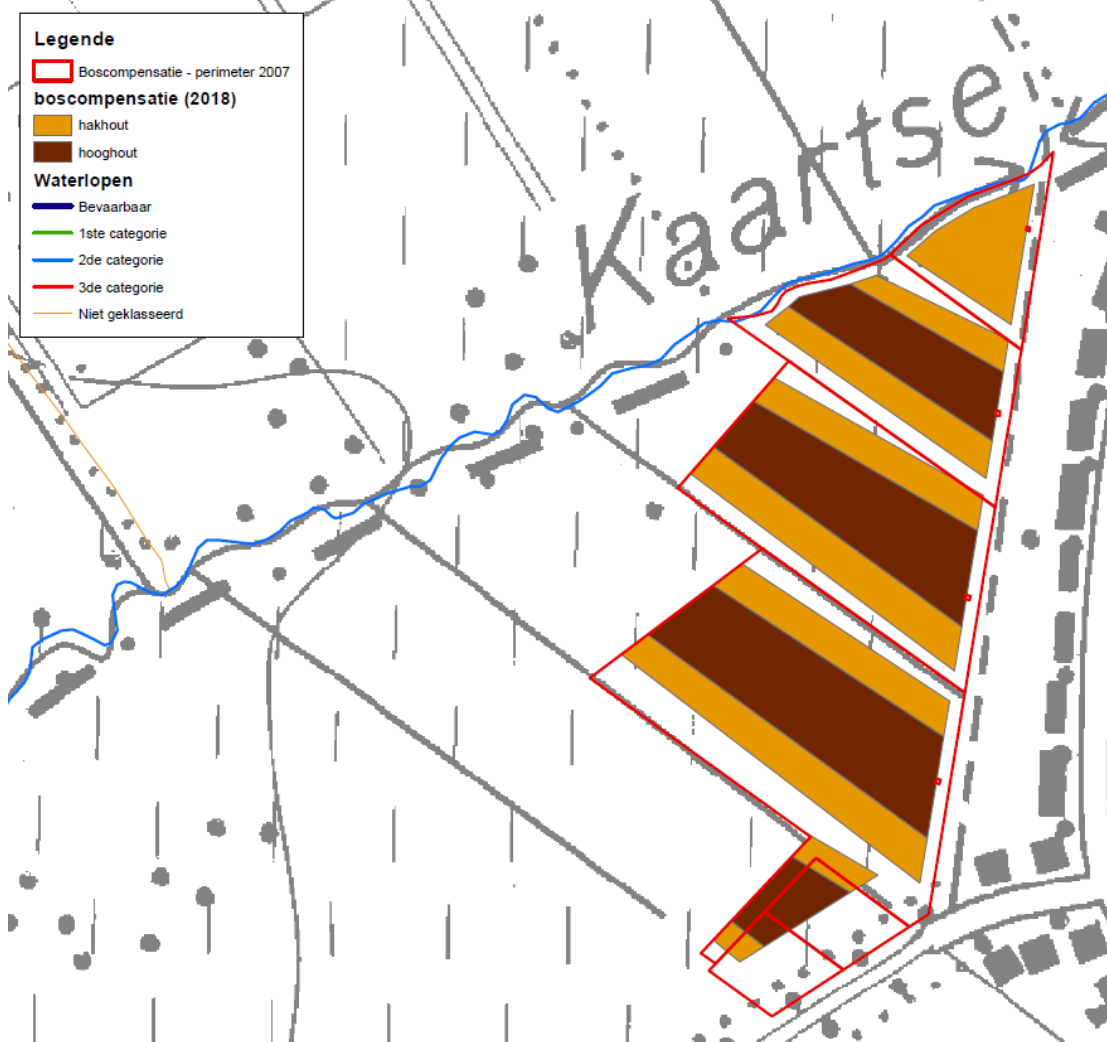 Legende
Boscompensatie - perimeter 2007
boscompensatie (2018)
hakhout
hooghout
Waterlopen
Bevaarbaar
1ste categorie
2de categorie
3de categorie
Niet geklasseerd
Kaartse